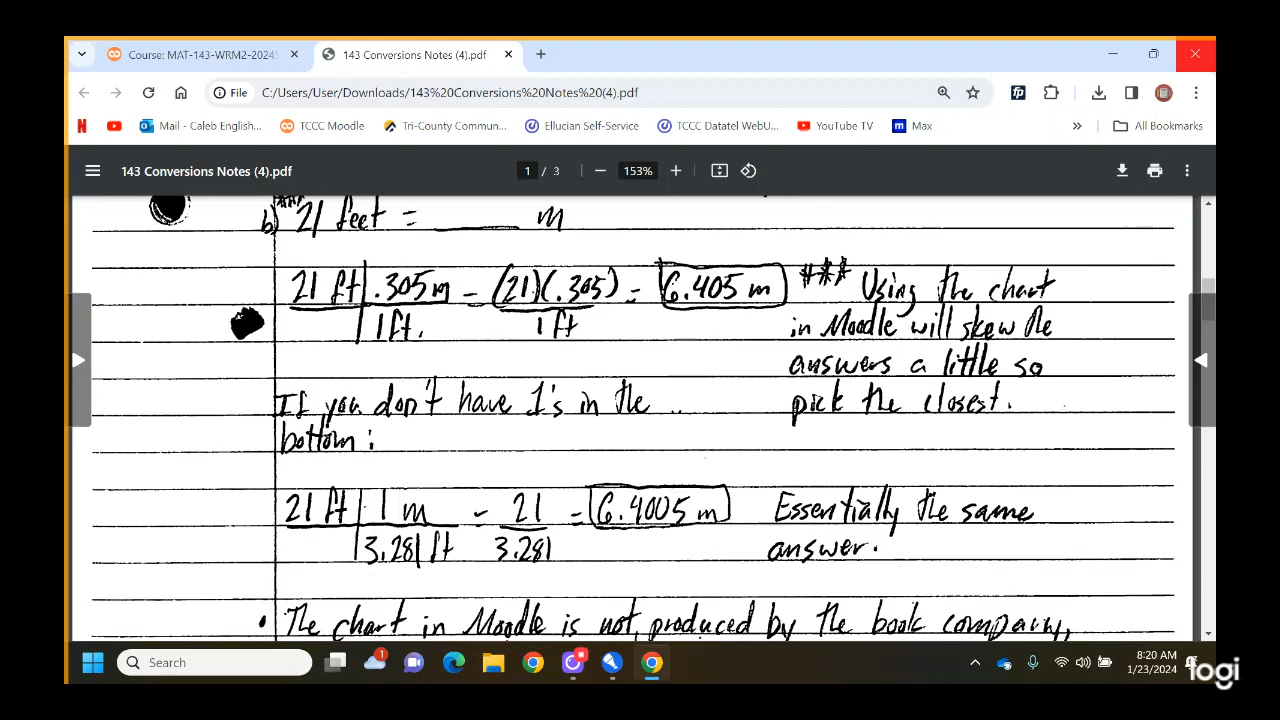 Course: MAT-143-WRM2-2024S
143 Conversions Notes (4).pdf
File C:/Users/User/Downloads/143%20Conversions%20Notes%20(4).pdf
Mail - Caleb English... TCCC Moodle Tri-County Commun... Ellucian Self-Service TCCC Datatel WebU... YouTube TV Max » All Bookmarks
143 Conversions Notes (4).pdf 1 / 3 − 153% +
b) *** 21 feet = ______ m
21 ft | .305 m = (21)(.305) = 6.405 m *** Using the chart
1 ft. 1 ft in Moodle will skew the
answers a little so
If you don't have 1's in the pick the closest.
bottom:
21 ft | 1 m = 21 = 6.4005 m Essentially the same
3.281 ft 3.281 answer.
• The chart in Moodle is not produced by the book company,
Search 1 8:20 AM
1/23/2024
logi